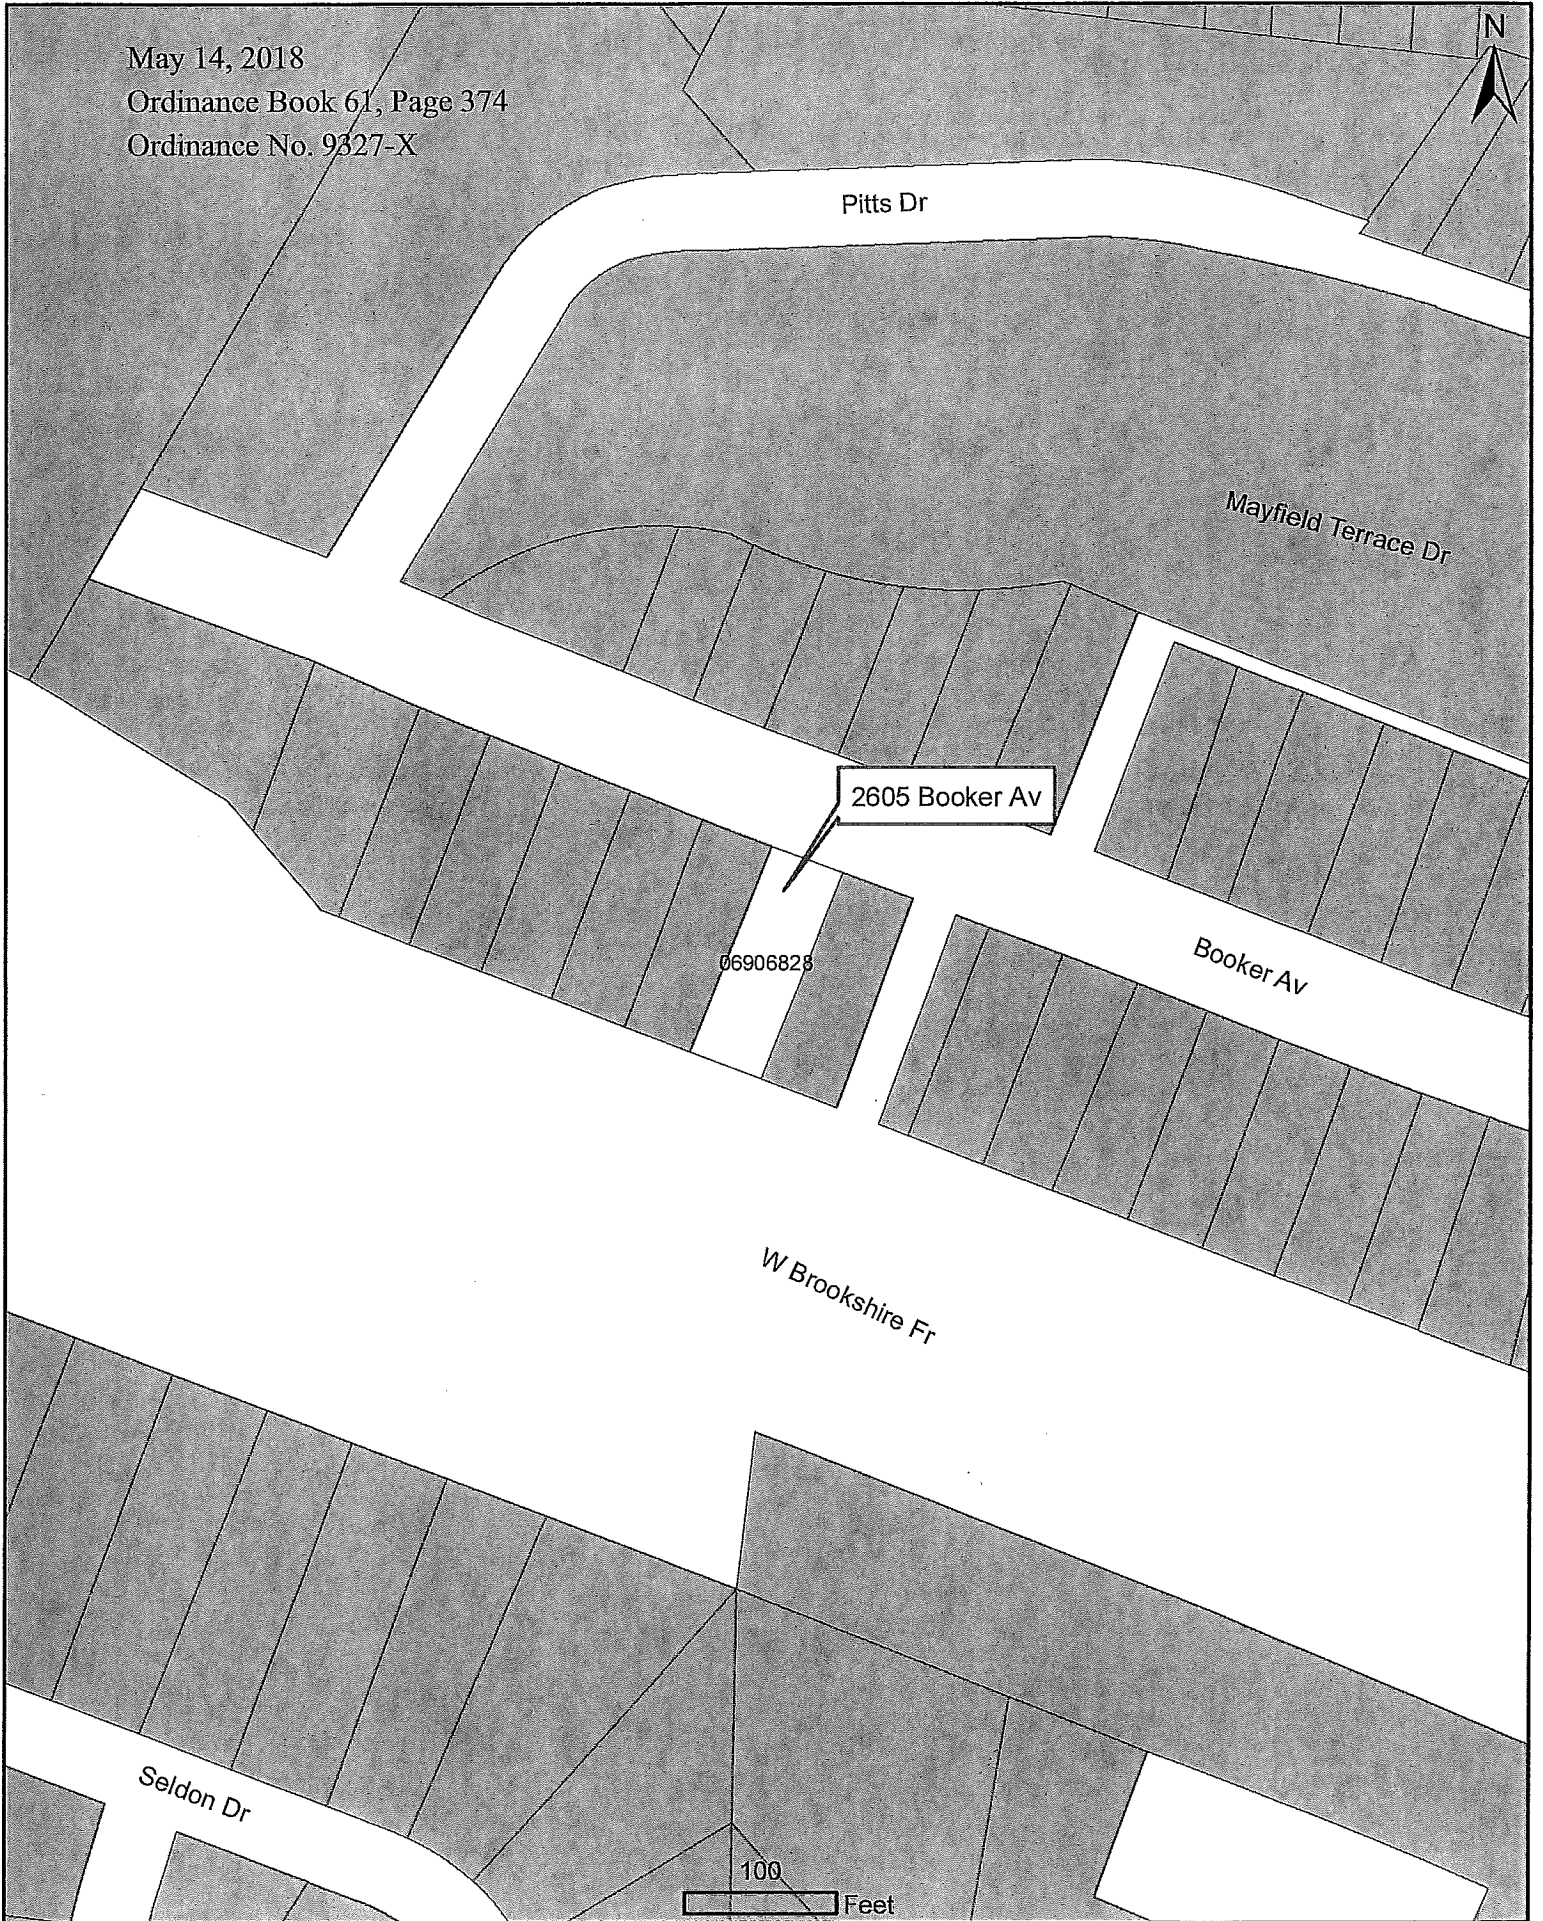 N
May 14, 2018
Ordinance Book 61, Page 374
Ordinance No. 9327-X
Pitts Dr
Mayfield Terrace Dr
2605 Booker Av
06906828
Booker Av
W Brookshire Fr
Seldon Dr
100
Feet